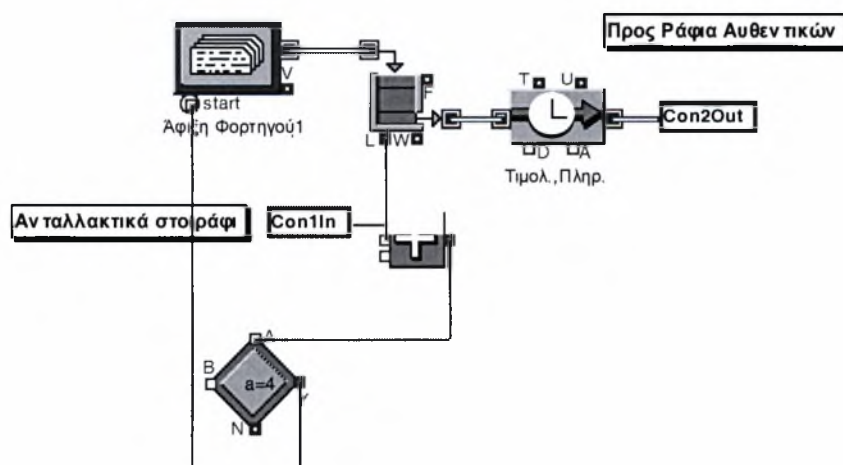 Προς Ράφια Αυθεντικών
V
start
Άφιξη Φορτηγού1
F
L W
T U
D A
Τιμολ.,Πληρ.
Con2Out
Ανταλλακτικά στο ράφι
Con1In
A
B
a=4
Y
N